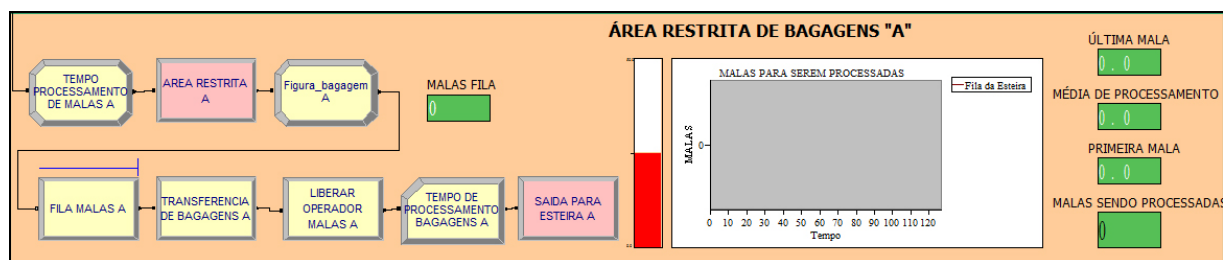 ÁREA RESTRITA DE BAGAGENS "A"
TEMPO
PROCESSAMENTO
DE MALAS A
AREA RESTRITA
A
Figura_bagagem
A
MALAS FILA
0
FILA MALAS A
TRANSFERENCIA
DE BAGAGENS A
LIBERAR
OPERADOR
MALAS A
TEMPO DE
PROCESSAMENTO
BAGAGENS A
SAIDA PARA
ESTEIRA A
MALAS PARA SEREM PROCESSADAS
Fila da Esteira
MALAS
0
0 10 20 30 40 50 60 70 80 90 100 110 120
Tempo
ÚLTIMA MALA
0.0
MÉDIA DE PROCESSAMENTO
0.0
PRIMEIRA MALA
0.0
MALAS SENDO PROCESSADAS
0